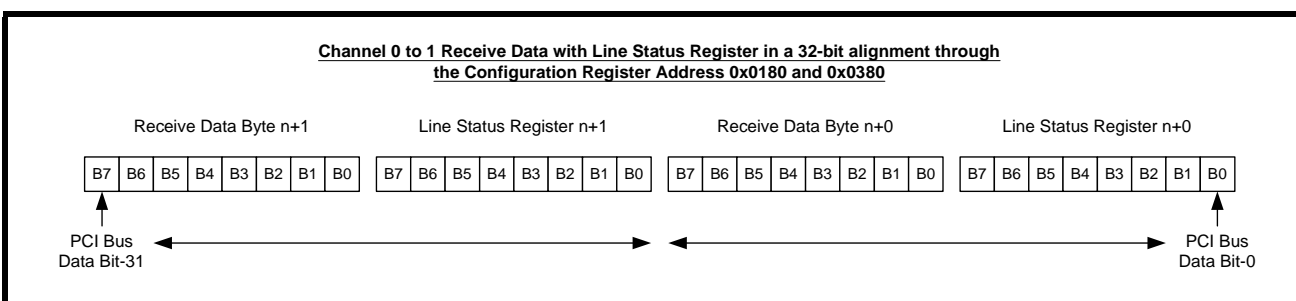 Channel 0 to 1 Receive Data with Line Status Register in a 32-bit alignment through
the Configuration Register Address 0x0180 and 0x0380
Receive Data Byte n+1 Line Status Register n+1 Receive Data Byte n+0 Line Status Register n+0
B7 B6 B5 B4 B3 B2 B1 B0 B7 B6 B5 B4 B3 B2 B1 B0 B7 B6 B5 B4 B3 B2 B1 B0 B7 B6 B5 B4 B3 B2 B1 B0
PCI Bus PCI Bus
Data Bit-31 Data Bit-0